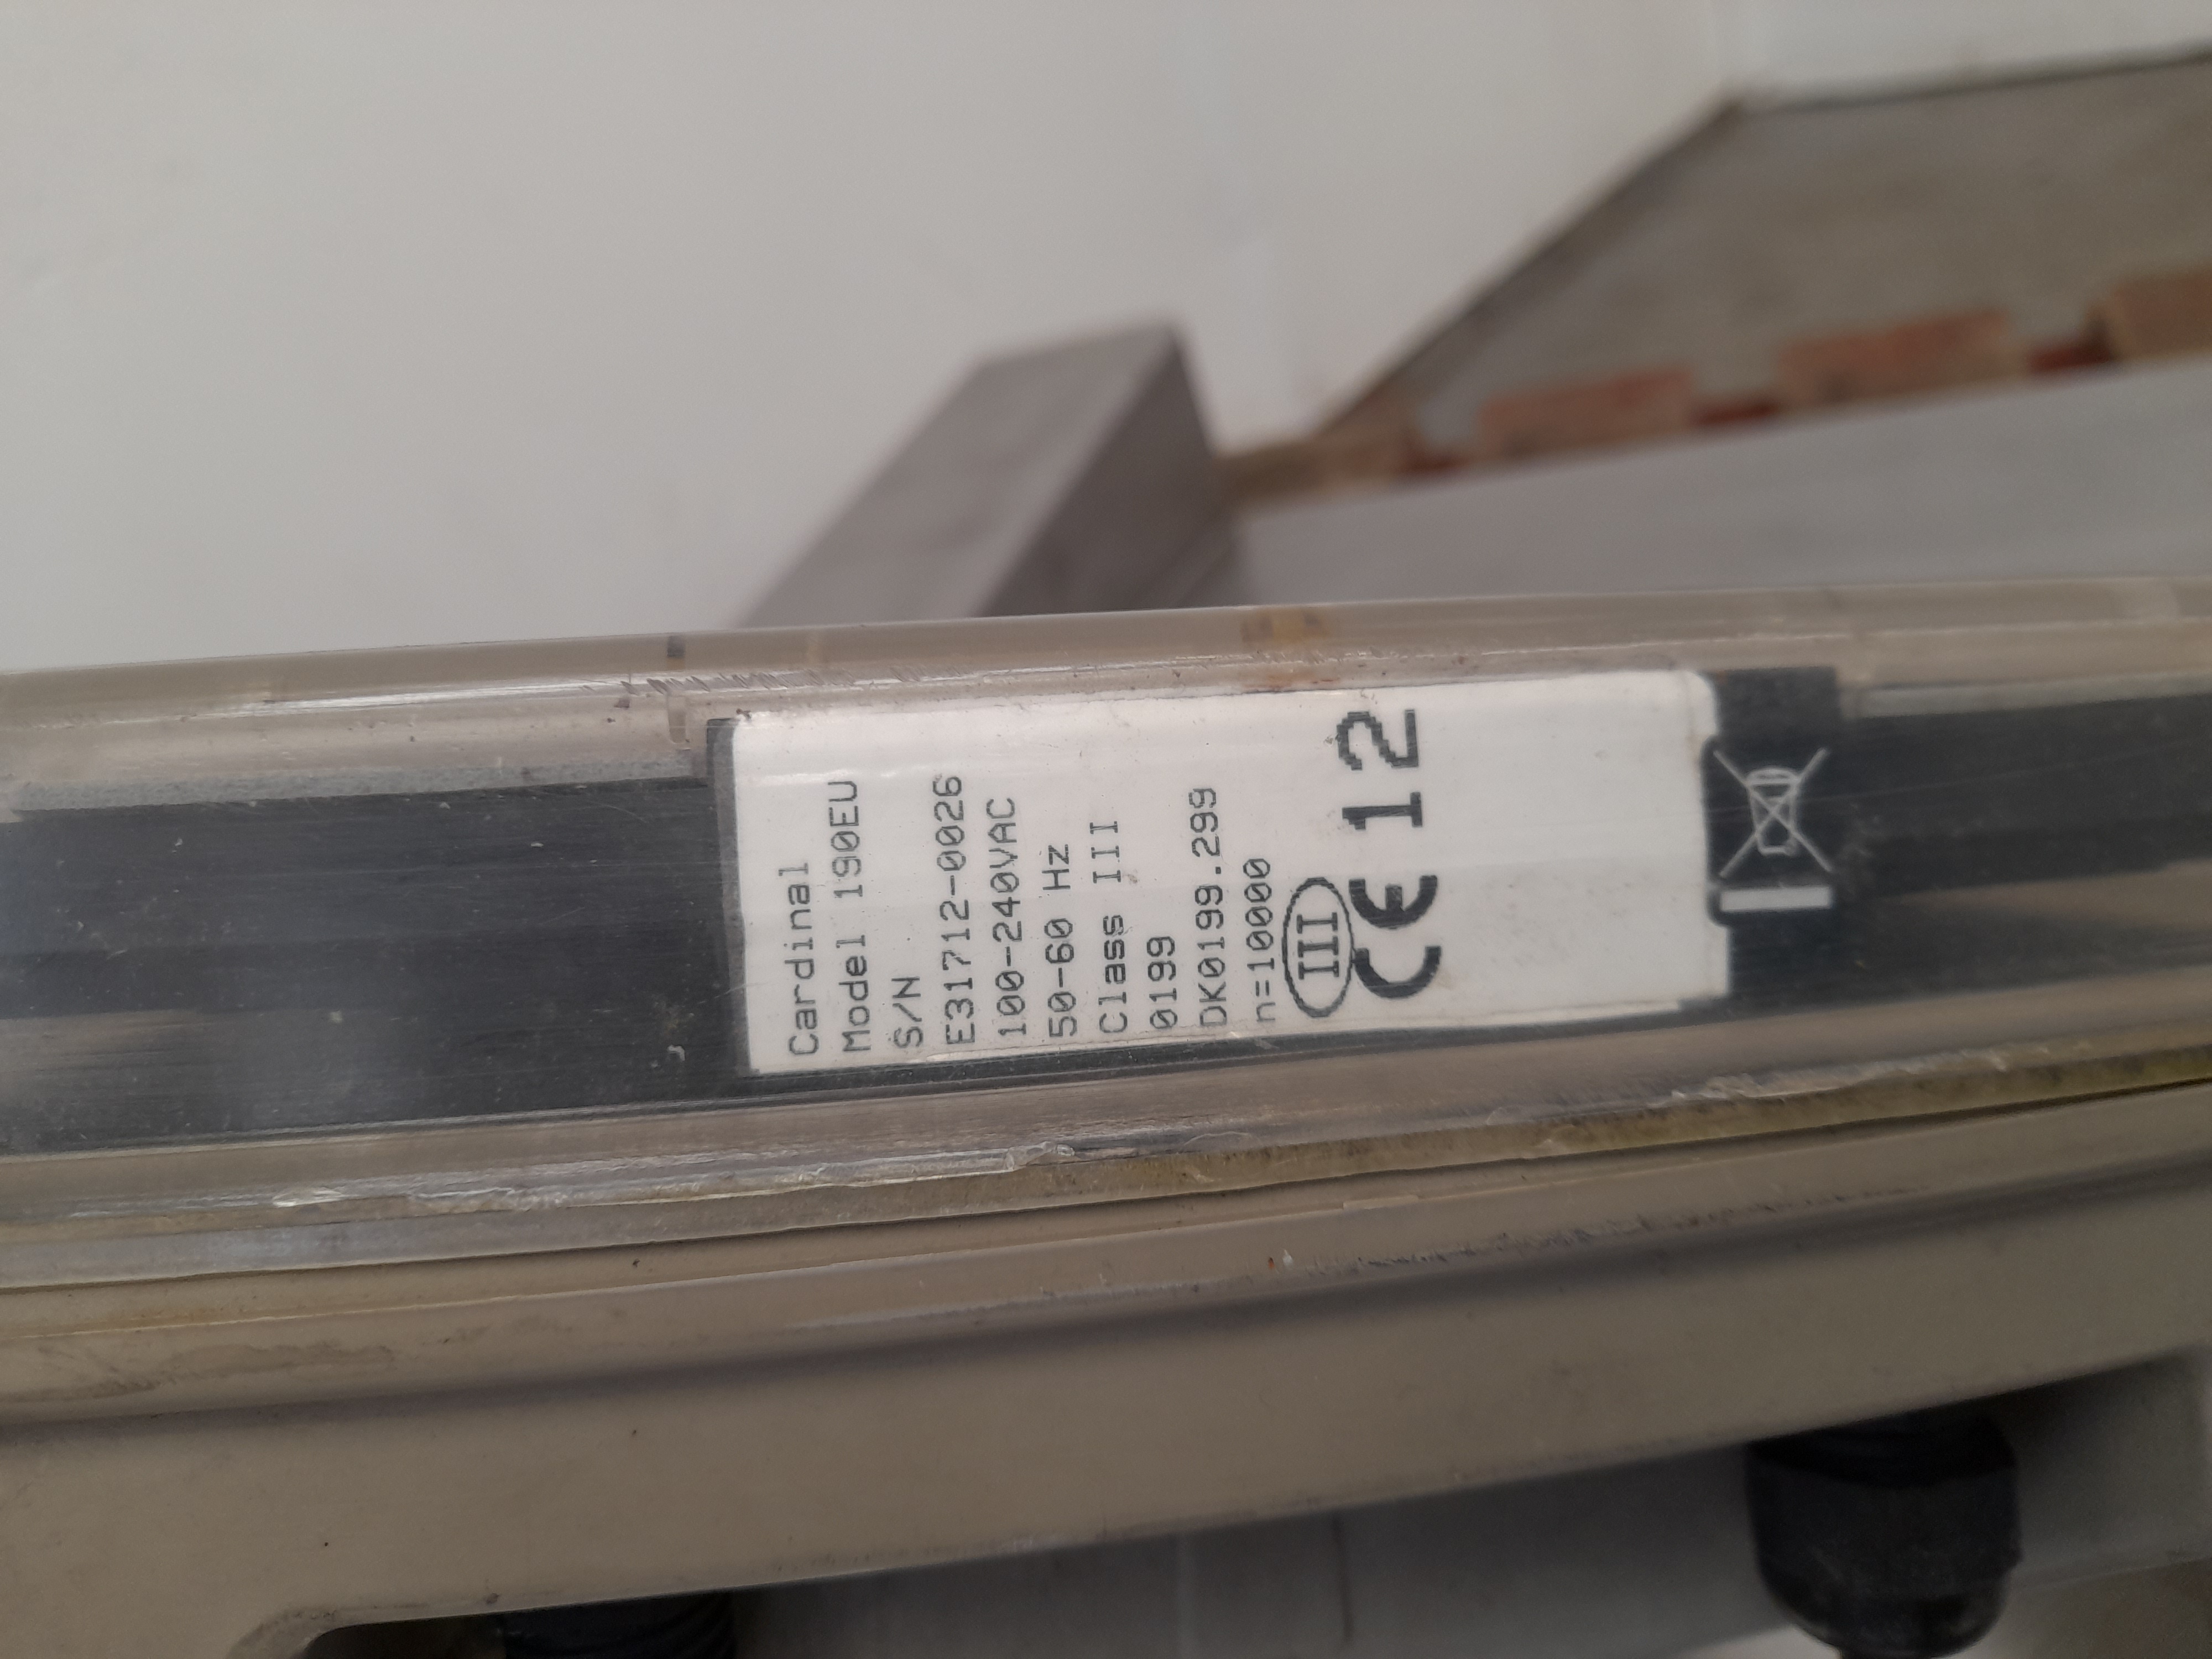 Cardinal
Model 190EU
S/N
E31712-0026
100-240VAC
50-60 Hz
Class III
0199
DK0199.299
n=10000
III
CE 12